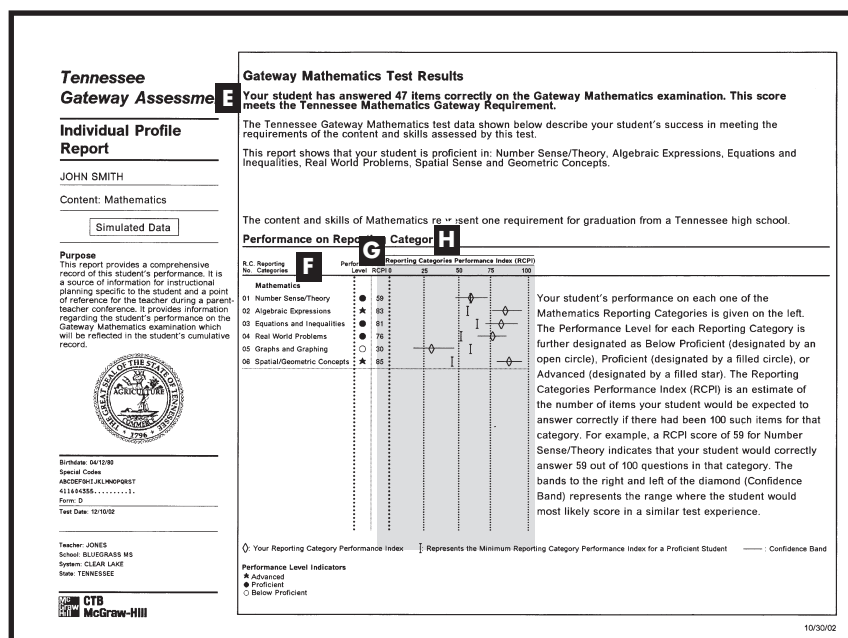 Tennessee
Gateway Assessme
E
Individual Profile
Report
JOHN SMITH
Content: Mathematics
Simulated Data
Purpose
This report provides a comprehensive
record of this student's performance. It is
a source of information for instructional
planning specific to the student and a point
of reference for the teacher during a parent-
teacher conference. It provides information
regarding the student's performance on the
Gateway Mathematics examination which
will be reflected in the student's cumulative
record.
THE GREAT SEAL OF THE STATE OF TENNESSEE
AGRICULTURE
COMMERCE
1796
Birthdate: 04/12/80
Special Codes
ABCDEFGHIJKLMNOPQRST
411604355.........1.
Form: D
Test Date: 12/10/02
Teacher: JONES
School: BLUEGRASS MS
System: CLEAR LAKE
State: TENNESSEE
CTB
McGraw-Hill
Gateway Mathematics Test Results
Your student has answered 47 items correctly on the Gateway Mathematics examination. This score
meets the Tennessee Mathematics Gateway Requirement.
The Tennessee Gateway Mathematics test data shown below describe your student's success in meeting the
requirements of the content and skills assessed by this test.
This report shows that your student is proficient in: Number Sense/Theory, Algebraic Expressions, Equations and
Inequalities, Real World Problems, Spatial Sense and Geometric Concepts.
The content and skills of Mathematics re sent one requirement for graduation from a Tennessee high school.
Performance on Repo Categor
F
G
H
R.C. Reporting Perfor Reporting Categories Performance Index (RCPI)
No. Categories Level RCPI 0 25 50 75 100
Mathematics
01 Number Sense/Theory ● 59
02 Algebraic Expressions ★ 83
03 Equations and Inequalities ● 81
04 Real World Problems ● 76
05 Graphs and Graphing ○ 30
06 Spatial/Geometric Concepts ★ 85
Your student's performance on each one of the
Mathematics Reporting Categories is given on the left.
The Performance Level for each Reporting Category is
further designated as Below Proficient (designated by an
open circle), Proficient (designated by a filled circle), or
Advanced (designated by a filled star). The Reporting
Categories Performance Index (RCPI) is an estimate of
the number of items your student would be expected to
answer correctly if there had been 100 such items for that
category. For example, a RCPI score of 59 for Number
Sense/Theory indicates that your student would correctly
answer 59 out of 100 questions in that category. The
bands to the right and left of the diamond (Confidence
Band) represents the range where the student would
most likely score in a similar test experience.
◊: Your Reporting Category Performance Index I Represents the Minimum Reporting Category Performance Index for a Proficient Student —— : Confidence Band
Performance Level Indicators
★ Advanced
● Proficient
○ Below Proficient
10/30/02